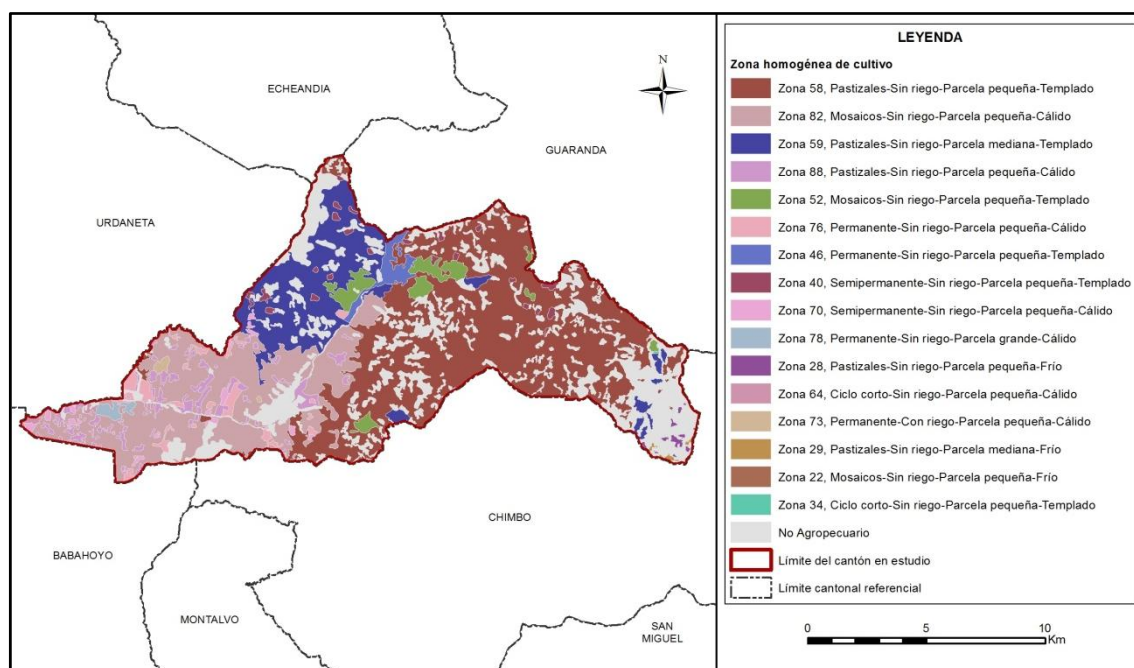 ECHEANDIA
N
GUARANDA
URDANETA
CHIMBO
BABAHOYO
MONTALVO
SAN
MIGUEL
LEYENDA
Zona homogénea de cultivo
Zona 58, Pastizales-Sin riego-Parcela pequeña-Templado
Zona 82, Mosaicos-Sin riego-Parcela pequeña-Cálido
Zona 59, Pastizales-Sin riego-Parcela mediana-Templado
Zona 88, Pastizales-Sin riego-Parcela pequeña-Cálido
Zona 52, Mosaicos-Sin riego-Parcela pequeña-Templado
Zona 76, Permanente-Sin riego-Parcela pequeña-Cálido
Zona 46, Permanente-Sin riego-Parcela pequeña-Templado
Zona 40, Semipermanente-Sin riego-Parcela pequeña-Templado
Zona 70, Semipermanente-Sin riego-Parcela pequeña-Cálido
Zona 78, Permanente-Sin riego-Parcela grande-Cálido
Zona 28, Pastizales-Sin riego-Parcela pequeña-Frío
Zona 64, Ciclo corto-Sin riego-Parcela pequeña-Cálido
Zona 73, Permanente-Con riego-Parcela pequeña-Cálido
Zona 29, Pastizales-Sin riego-Parcela mediana-Frío
Zona 22, Mosaicos-Sin riego-Parcela pequeña-Frío
Zona 34, Ciclo corto-Sin riego-Parcela pequeña-Templado
No Agropecuario
Límite del cantón en estudio
Límite cantonal referencial
0 5 10
Km